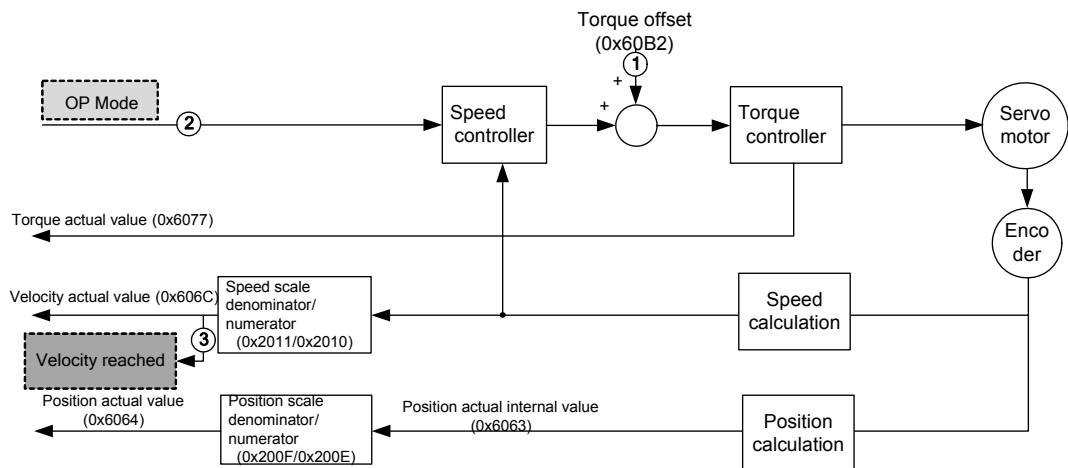 Torque offset
(0x60B2)
1
+
OP Mode
2
Speed
controller
+
Torque
controller
Servo
motor
Torque actual value (0x6077)
Enco
der
Velocity actual value (0x606C)
Speed scale
denominator/
numerator
(0x2011/0x2010)
Speed
calculation
3
Velocity reached
Position actual value
(0x6064)
Position scale
denominator/
numerator
(0x200F/0x200E)
Position actual internal value
(0x6063)
Position
calculation